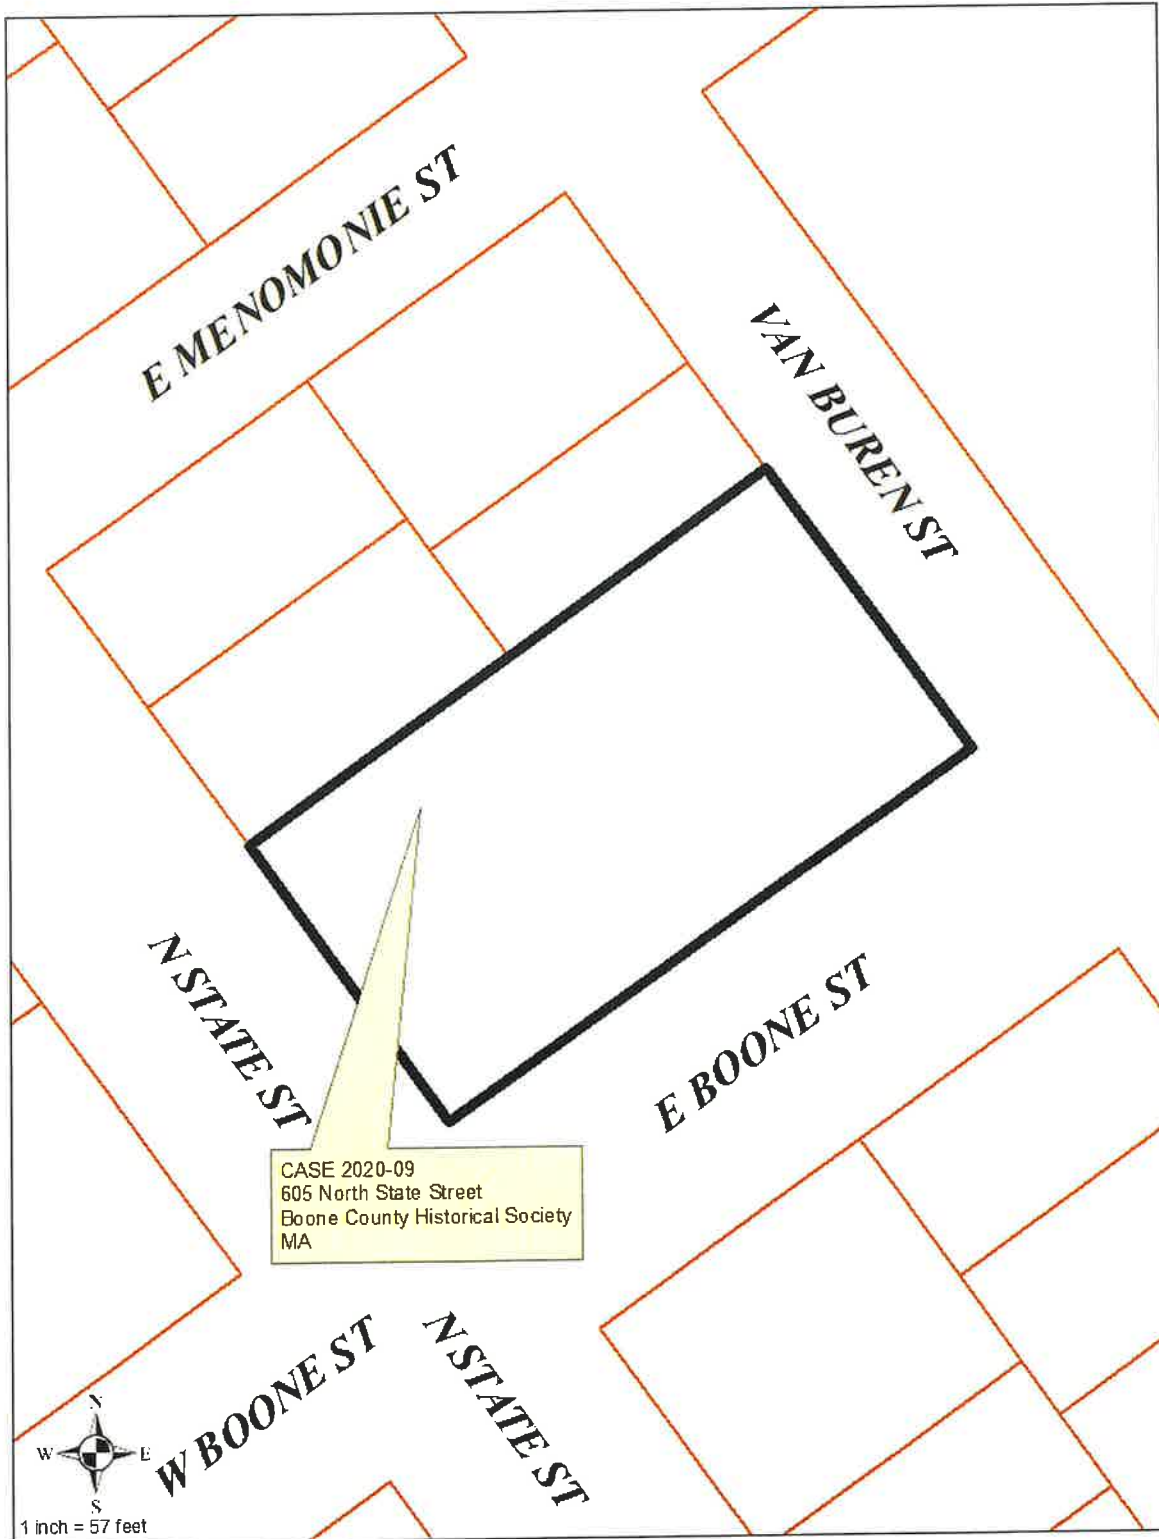 E MENOMONIE ST
VAN BUREN ST
N STATE ST
E BOONE ST
CASE 2020-09
605 North State Street
Boone County Historical Society
MA
W BOONE ST
N STATE ST
N
W
E
S
1 inch = 57 feet